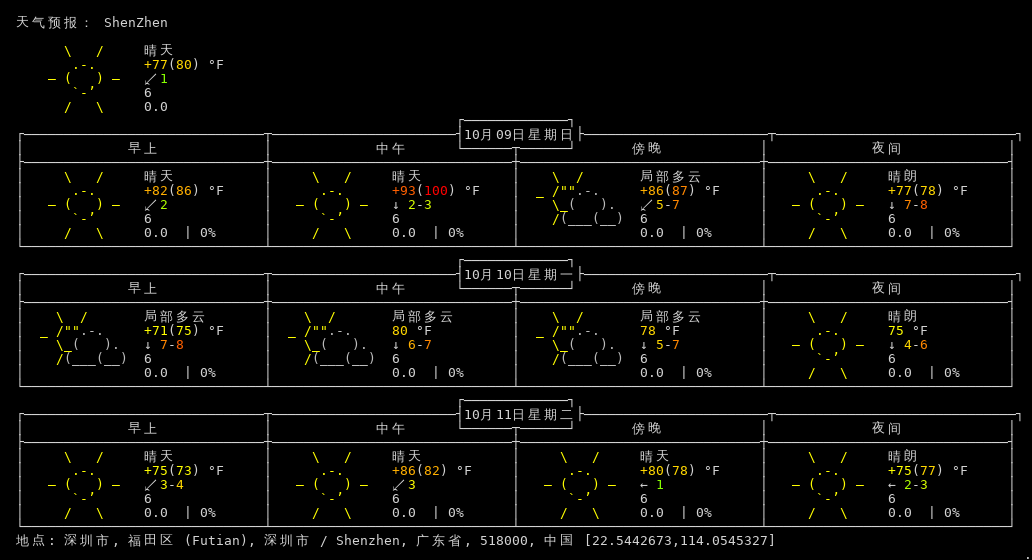 天气预报： ShenZhen
晴天
+77(80) °F
↙ 1
6
0.0
10月09日星期日
早上 中午 傍晚 夜间
晴天 晴天 局部多云 晴朗
+82(86) °F +93(100) °F +86(87) °F +77(78) °F
↙ 2 ↓ 2-3 ↙ 5-7 ↓ 7-8
6 6 6 6
0.0 | 0% 0.0 | 0% 0.0 | 0% 0.0 | 0%
10月10日星期一
早上 中午 傍晚 夜间
局部多云 局部多云 局部多云 晴朗
+71(75) °F 80 °F 78 °F 75 °F
↓ 7-8 ↓ 6-7 ↓ 5-7 ↓ 4-6
6 6 6 6
0.0 | 0% 0.0 | 0% 0.0 | 0% 0.0 | 0%
10月11日星期二
早上 中午 傍晚 夜间
晴天 晴天 晴天 晴朗
+75(73) °F +86(82) °F +80(78) °F +75(77) °F
↙ 3-4 ↙ 3 ← 1 ← 2-3
6 6 6 6
0.0 | 0% 0.0 | 0% 0.0 | 0% 0.0 | 0%
地点: 深圳市, 福田区 (Futian), 深圳市 / Shenzhen, 广东省, 518000, 中国 [22.5442673,114.0545327]